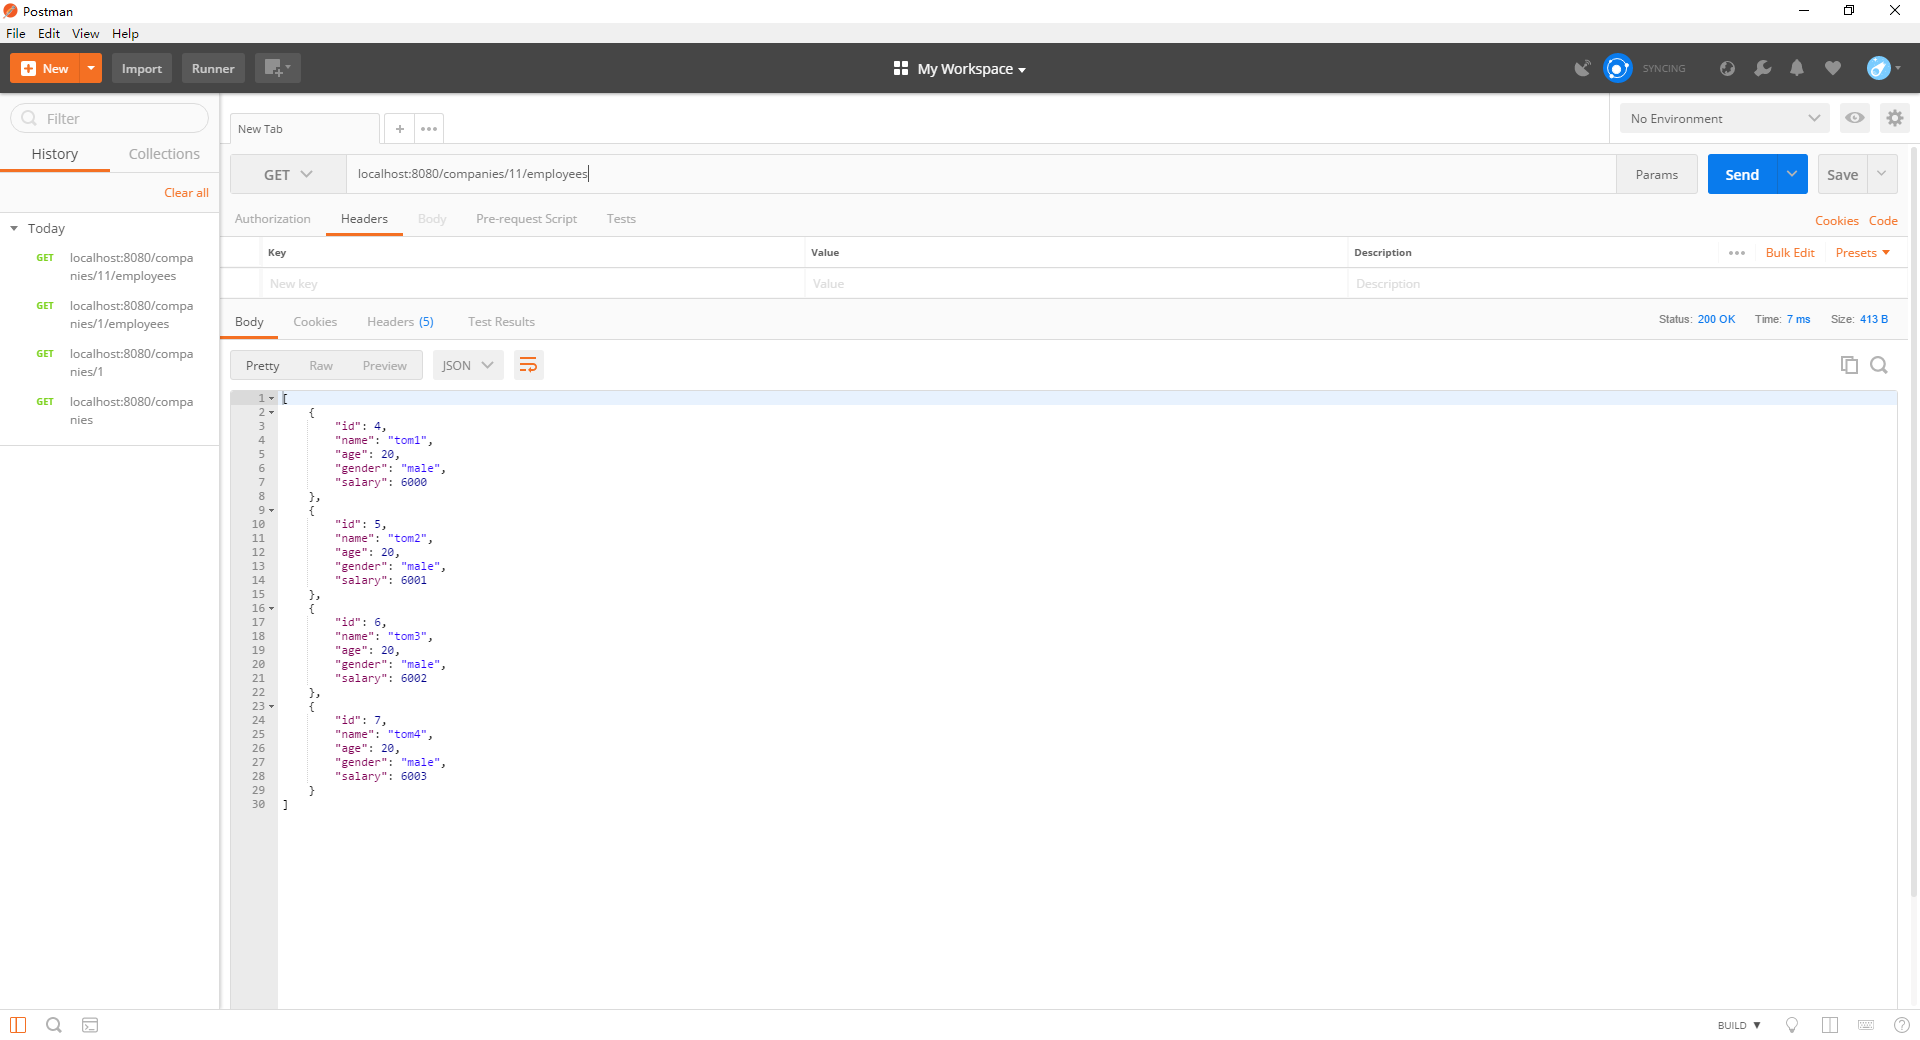 Postman
File Edit View Help
New Import Runner My Workspace SYNCING
Filter
History Collections
Clear all
Today
GET localhost:8080/compa
nies/11/employees
GET localhost:8080/compa
nies/1/employees
GET localhost:8080/compa
nies/1
GET localhost:8080/compa
nies
New Tab + •••
No Environment
GET localhost:8080/companies/11/employees Params Send Save
Authorization Headers Body Pre-request Script Tests Cookies Code
Key Value Description ••• Bulk Edit Presets
New key Value Description
Body Cookies Headers (5) Test Results Status: 200 OK Time: 7 ms Size: 413 B
Pretty Raw Preview JSON
1 [
2 {
3 "id": 4,
4 "name": "tom1",
5 "age": 20,
6 "gender": "male",
7 "salary": 6000
8 },
9 {
10 "id": 5,
11 "name": "tom2",
12 "age": 20,
13 "gender": "male",
14 "salary": 6001
15 },
16 {
17 "id": 6,
18 "name": "tom3",
19 "age": 20,
20 "gender": "male",
21 "salary": 6002
22 },
23 {
24 "id": 7,
25 "name": "tom4",
26 "age": 20,
27 "gender": "male",
28 "salary": 6003
29 }
30 ]
BUILD